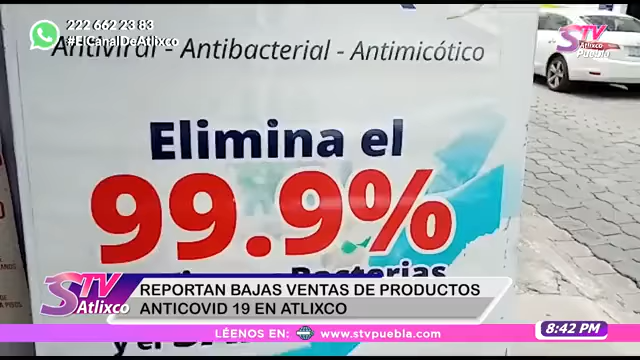 222 662 23 83
#ElCanalDeAtlixco
STV
Atlixco
Puebla
Antiviral - Antibacterial - Antimicótico
Elimina el
99.9%
Bacterias
y el
STV
Atlixco
REPORTAN BAJAS VENTAS DE PRODUCTOS
ANTICOVID 19 EN ATLIXCO
LÉENOS EN: www.stvpuebla.com
8:42 PM